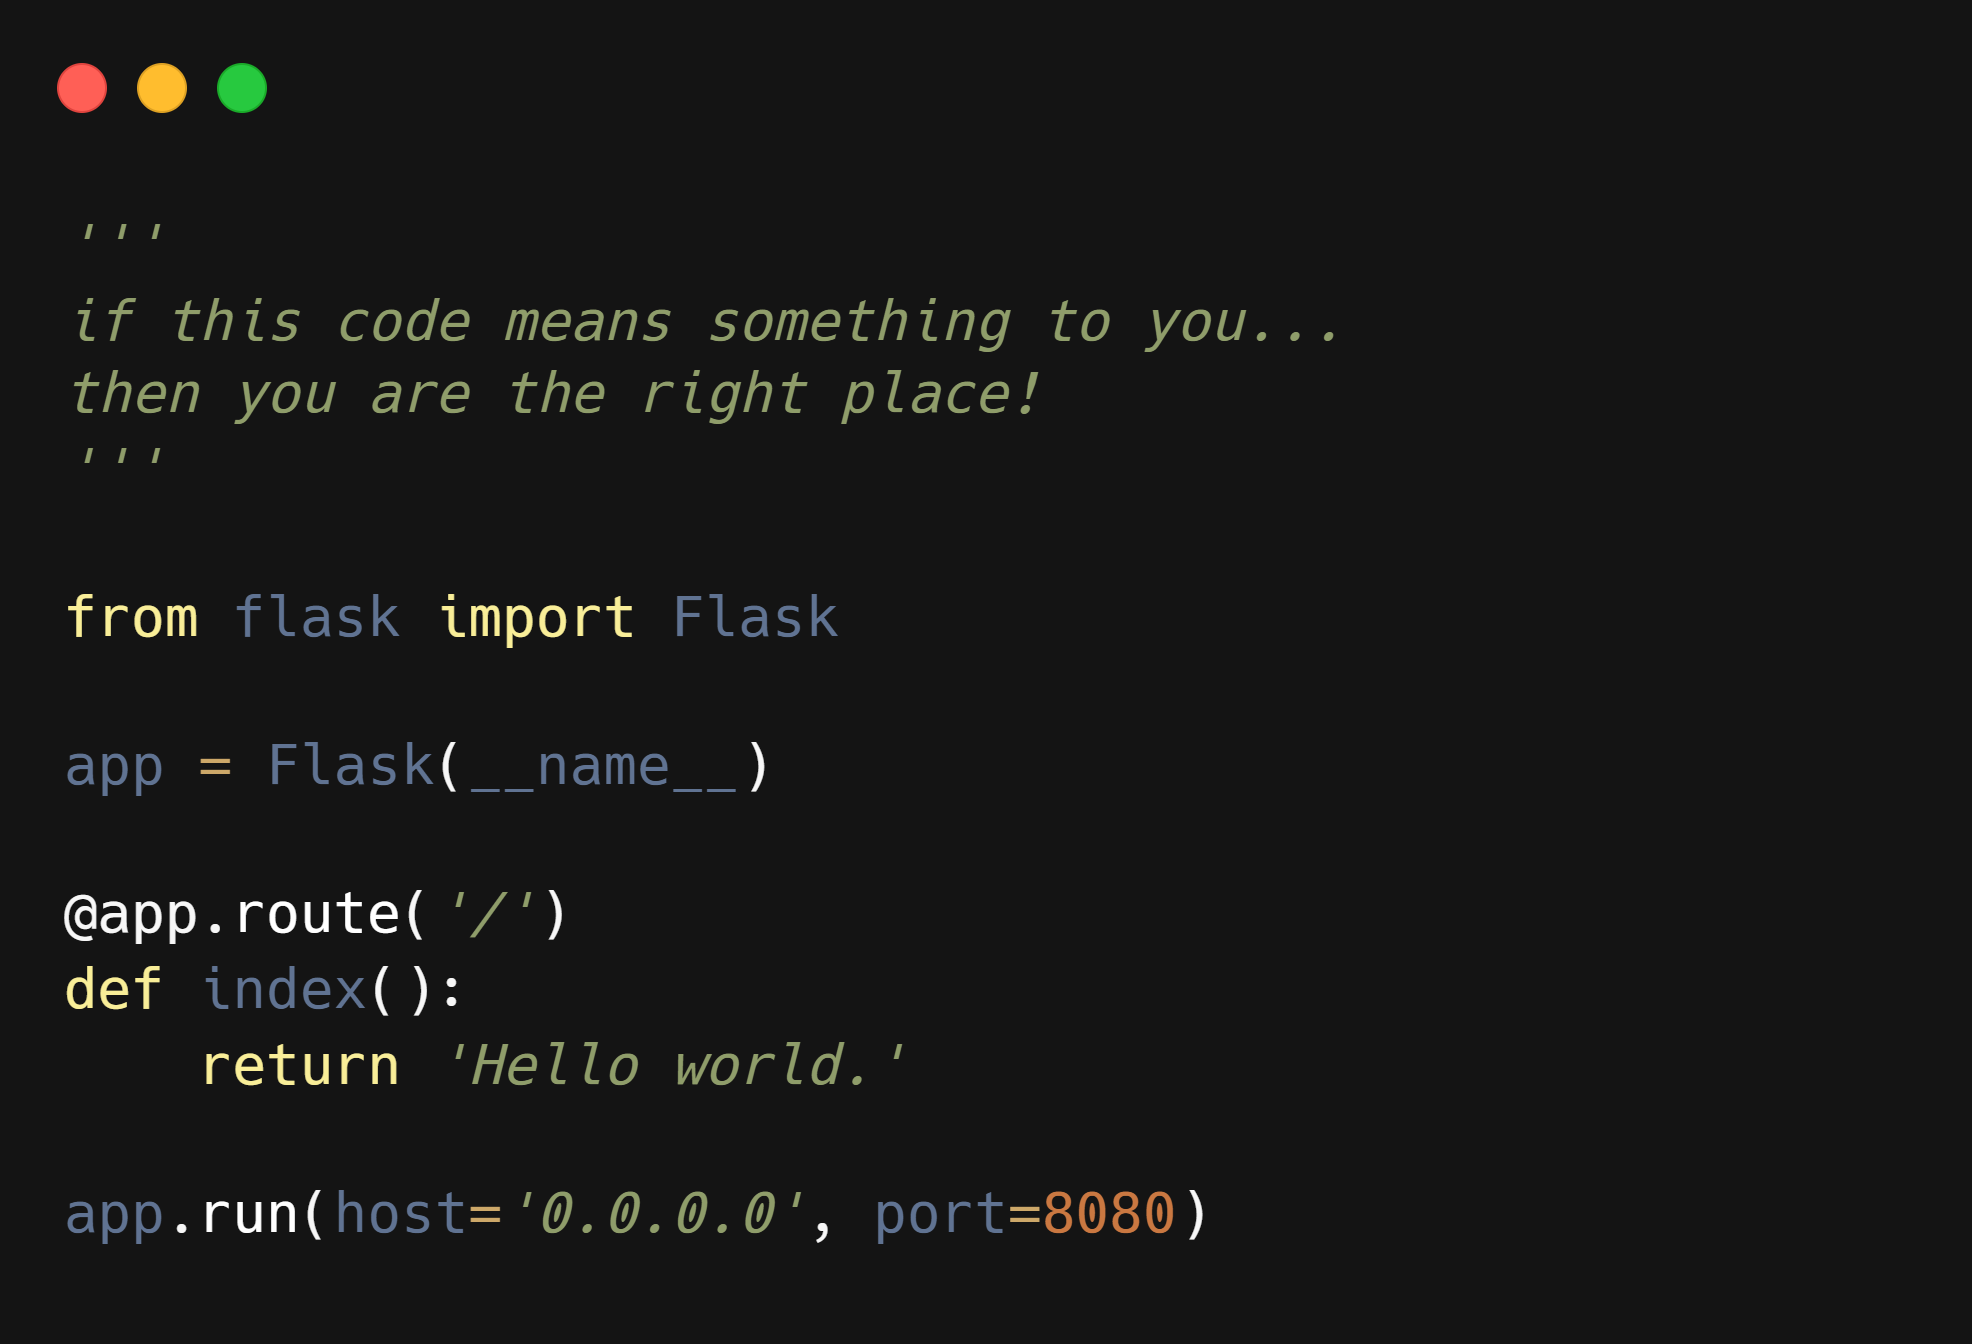 '''
if this code means something to you...
then you are the right place!
'''
from flask import Flask
app = Flask(__name__)
@app.route('/')
def index():
    return 'Hello world.'
app.run(host='0.0.0.0', port=8080)